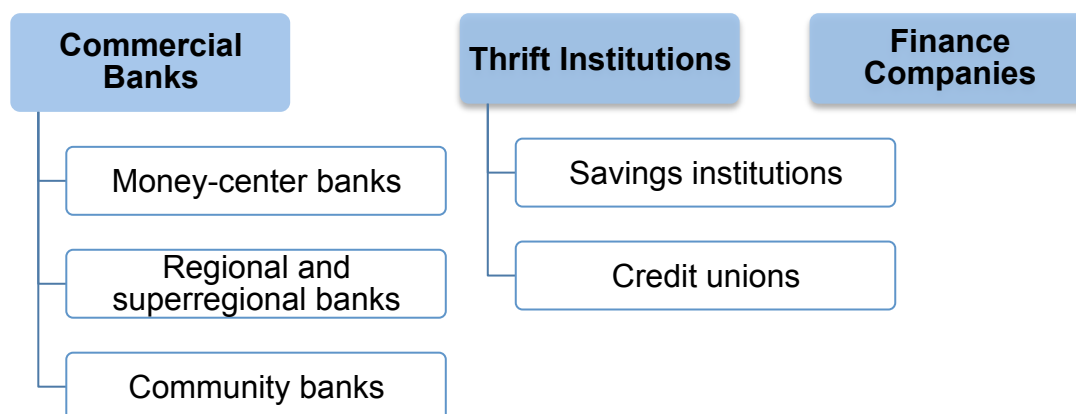 Commercial
Banks
Money-center banks
Regional and
superregional banks
Community banks
Thrift Institutions
Savings institutions
Credit unions
Finance
Companies